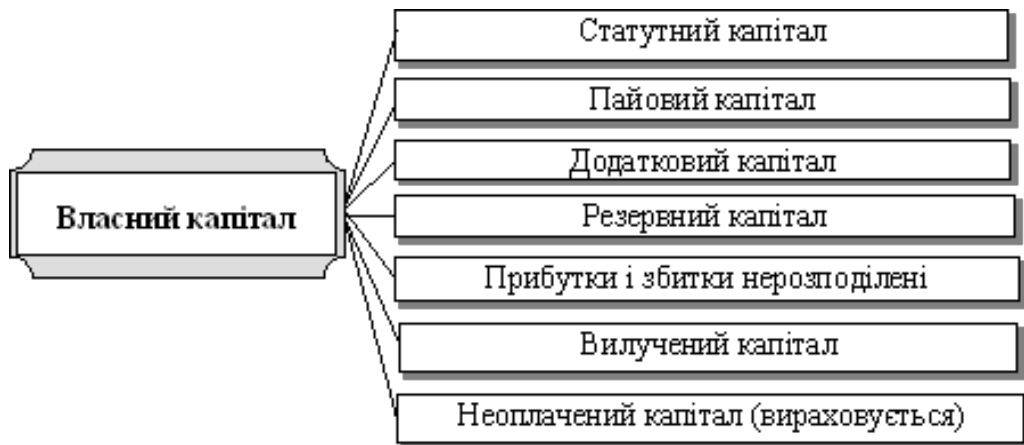 Статутний капітал
Пайовий капітал
Додатковий капітал
Власний капітал
Резервний капітал
Прибутки і збитки нерозподілені
Вилучений капітал
Неоплачений капітал (вираховується)